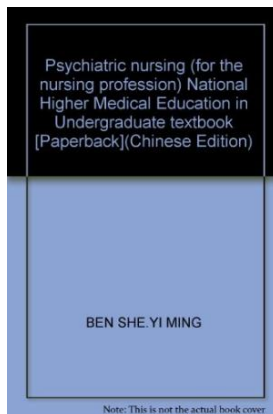 Psychiatric nursing (for the
nursing profession) National
Higher Medical Education in
Undergraduate textbook
[Paperback](Chinese Edition)
BEN SHE.YI MING
Note: This is not the actual book cover